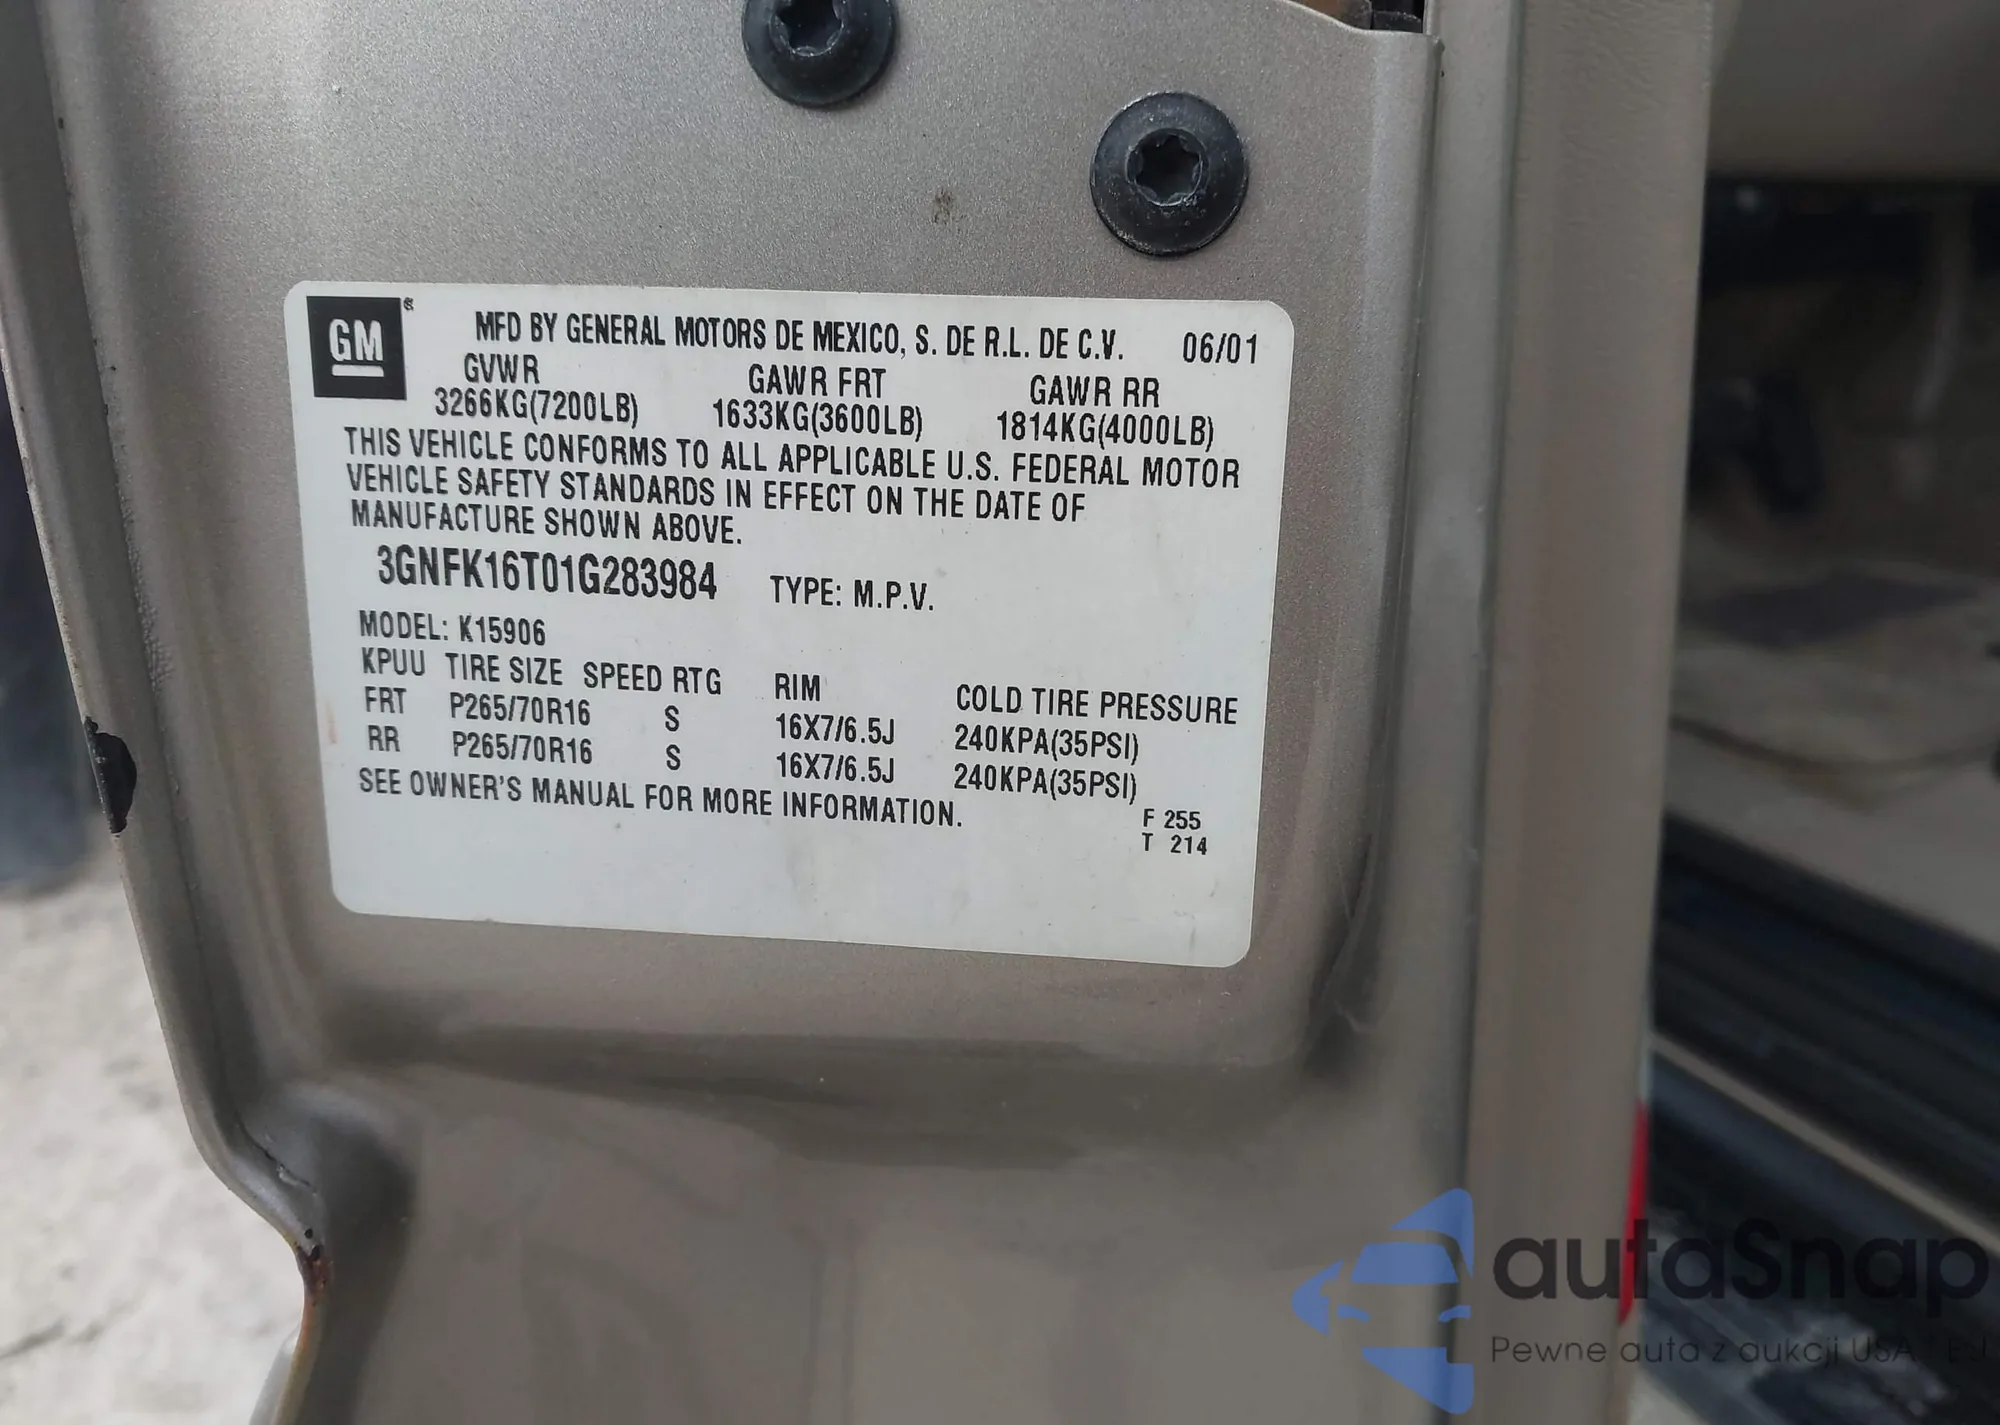 GM ®
MFD BY GENERAL MOTORS DE MEXICO, S. DE R.L. DE C.V. 06/01
GVWR GAWR FRT GAWR RR
3266KG(7200LB) 1633KG(3600LB) 1814KG(4000LB)
THIS VEHICLE CONFORMS TO ALL APPLICABLE U.S. FEDERAL MOTOR
VEHICLE SAFETY STANDARDS IN EFFECT ON THE DATE OF
MANUFACTURE SHOWN ABOVE.
3GNFK16T01G283984 TYPE: M.P.V.
MODEL: K15906
KPUU TIRE SIZE SPEED RTG RIM COLD TIRE PRESSURE
FRT P265/70R16 S 16X7/6.5J 240KPA(35PSI)
RR P265/70R16 S 16X7/6.5J 240KPA(35PSI)
SEE OWNER'S MANUAL FOR MORE INFORMATION.
F 255
T 214
autaSnap
Pewne auta z aukcji USA EU